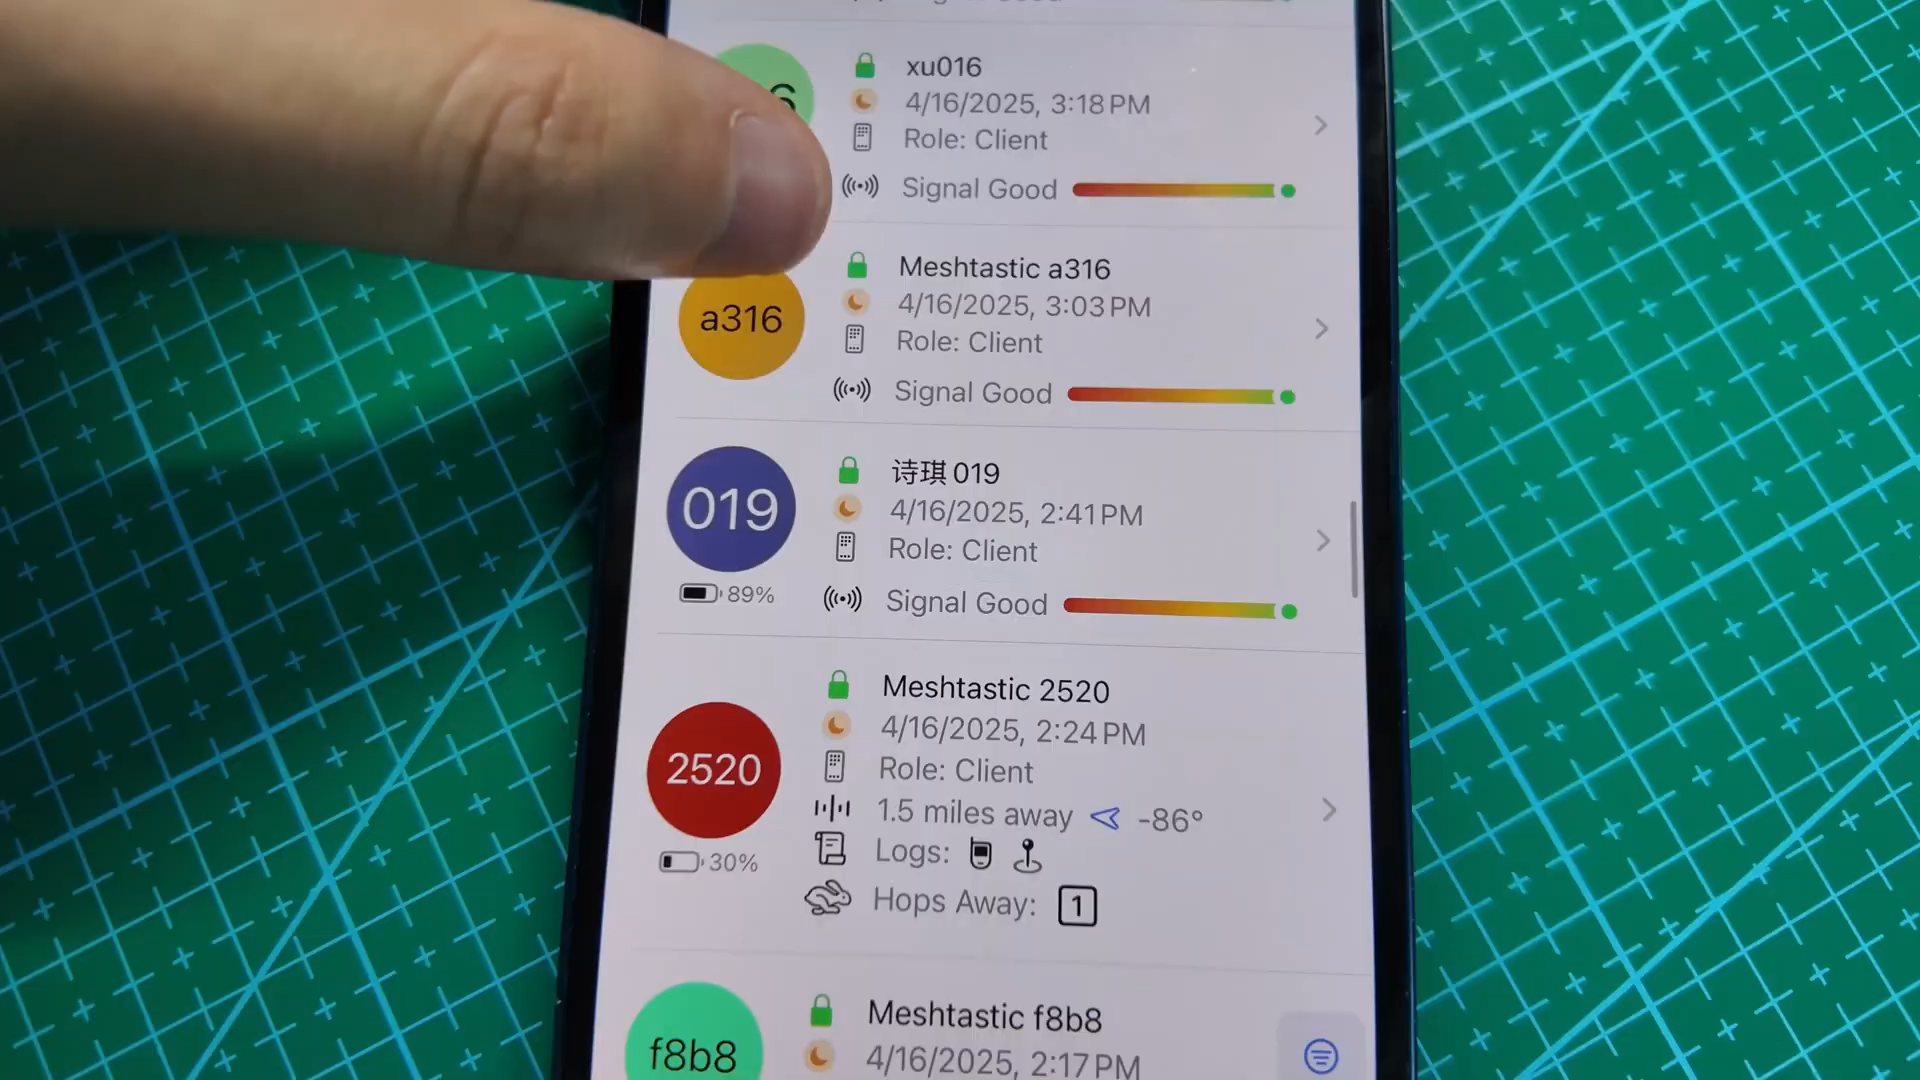 xu016
4/16/2025, 3:18 PM
Role: Client
Signal Good
a316
Meshtastic a316
4/16/2025, 3:03 PM
Role: Client
Signal Good
019
89%
诗琪 019
4/16/2025, 2:41 PM
Role: Client
Signal Good
2520
30%
Meshtastic 2520
4/16/2025, 2:24 PM
Role: Client
1.5 miles away -86°
Logs:
Hops Away: 1
f8b8
Meshtastic f8b8
4/16/2025, 2:17 PM